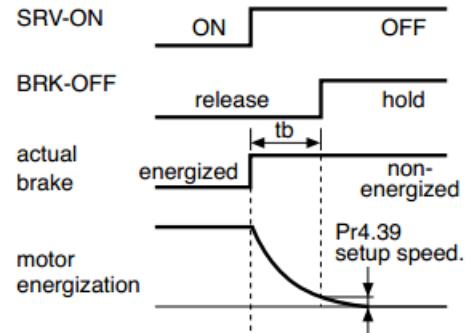 SRV-ON
ON
OFF
BRK-OFF
release
hold
tb
actual
brake
energized
non-
energized
motor
energization
Pr4.39
setup speed.